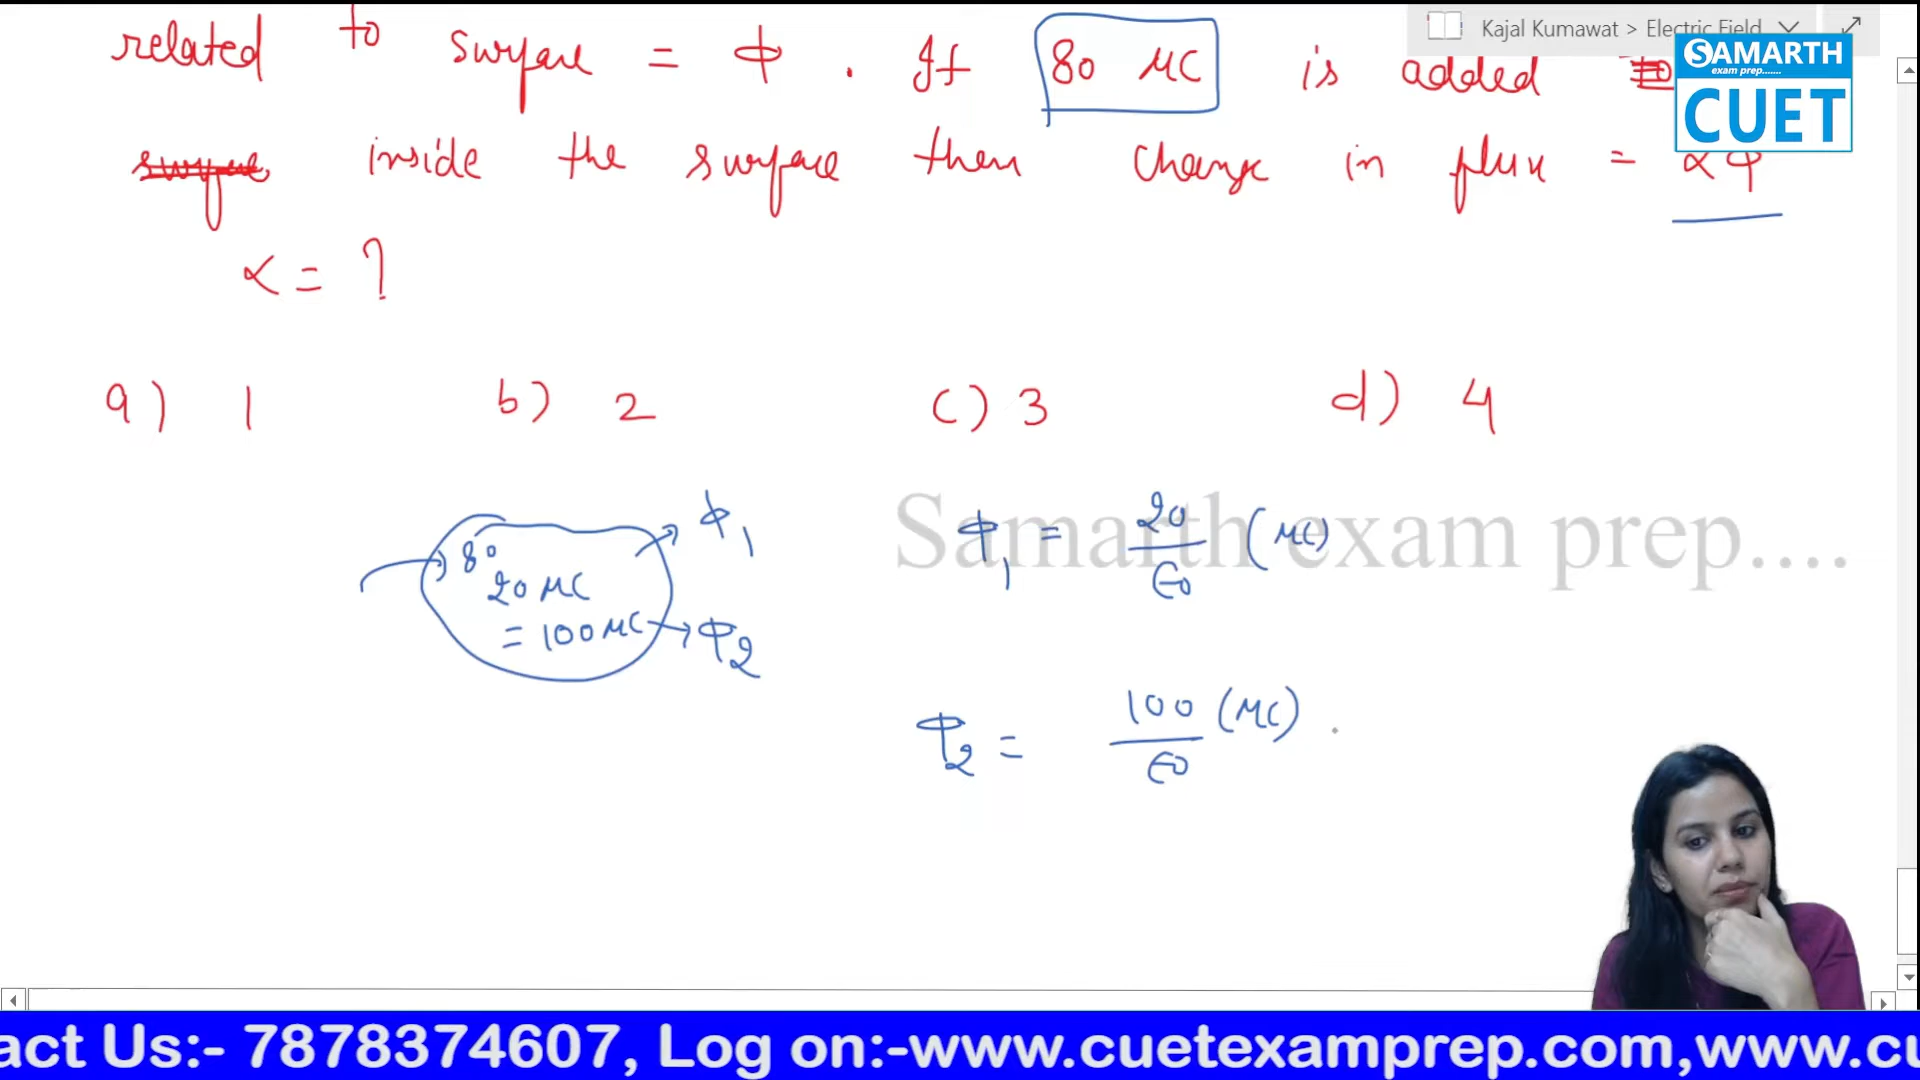 Kajal Kumawat > Electric Field
SAMARTH
exam prep.......
CUET
related to surface = ϕ . If 80 μC is added to
surface inside the surface then change in flux = αϕ
α = ?
a) 1 b) 2 c) 3 d) 4
Samarth exam prep....
80
20 μC
= 100 μC
ϕ1
ϕ2
ϕ1 = 20/ϵ0 (μC)
ϕ2 = 100/ϵ0 (μC)
act Us:- 7878374607, Log on:-www.cuetexamprep.com,www.cu